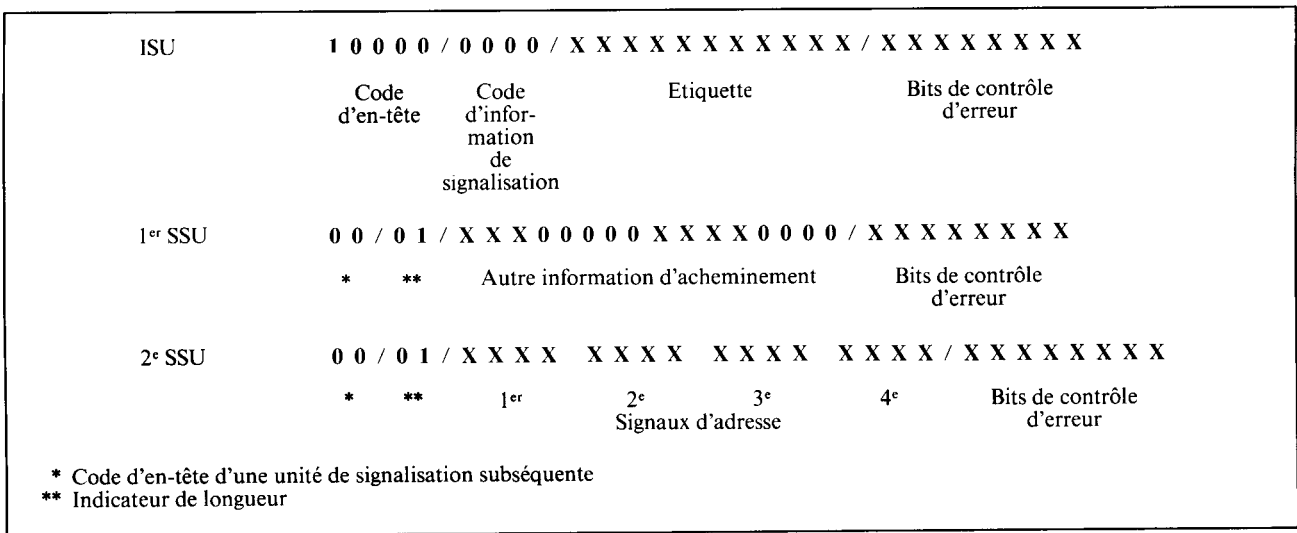 ISU 1 0 0 0 0 / 0 0 0 0 / X X X X X X X X X X X / X X X X X X X X
Code Code Etiquette Bits de contrôle
d'en-tête d'infor- d'erreur
mation
de
signalisation
1er SSU 0 0 / 0 1 / X X X 0 0 0 0 0 X X X X 0 0 0 0 / X X X X X X X X
* ** Autre information d'acheminement Bits de contrôle
d'erreur
2e SSU 0 0 / 0 1 / X X X X X X X X X X X X X X X X / X X X X X X X X
* ** 1er 2e 3e 4e Bits de contrôle
Signaux d'adresse d'erreur
* Code d'en-tête d'une unité de signalisation subséquente
** Indicateur de longueur